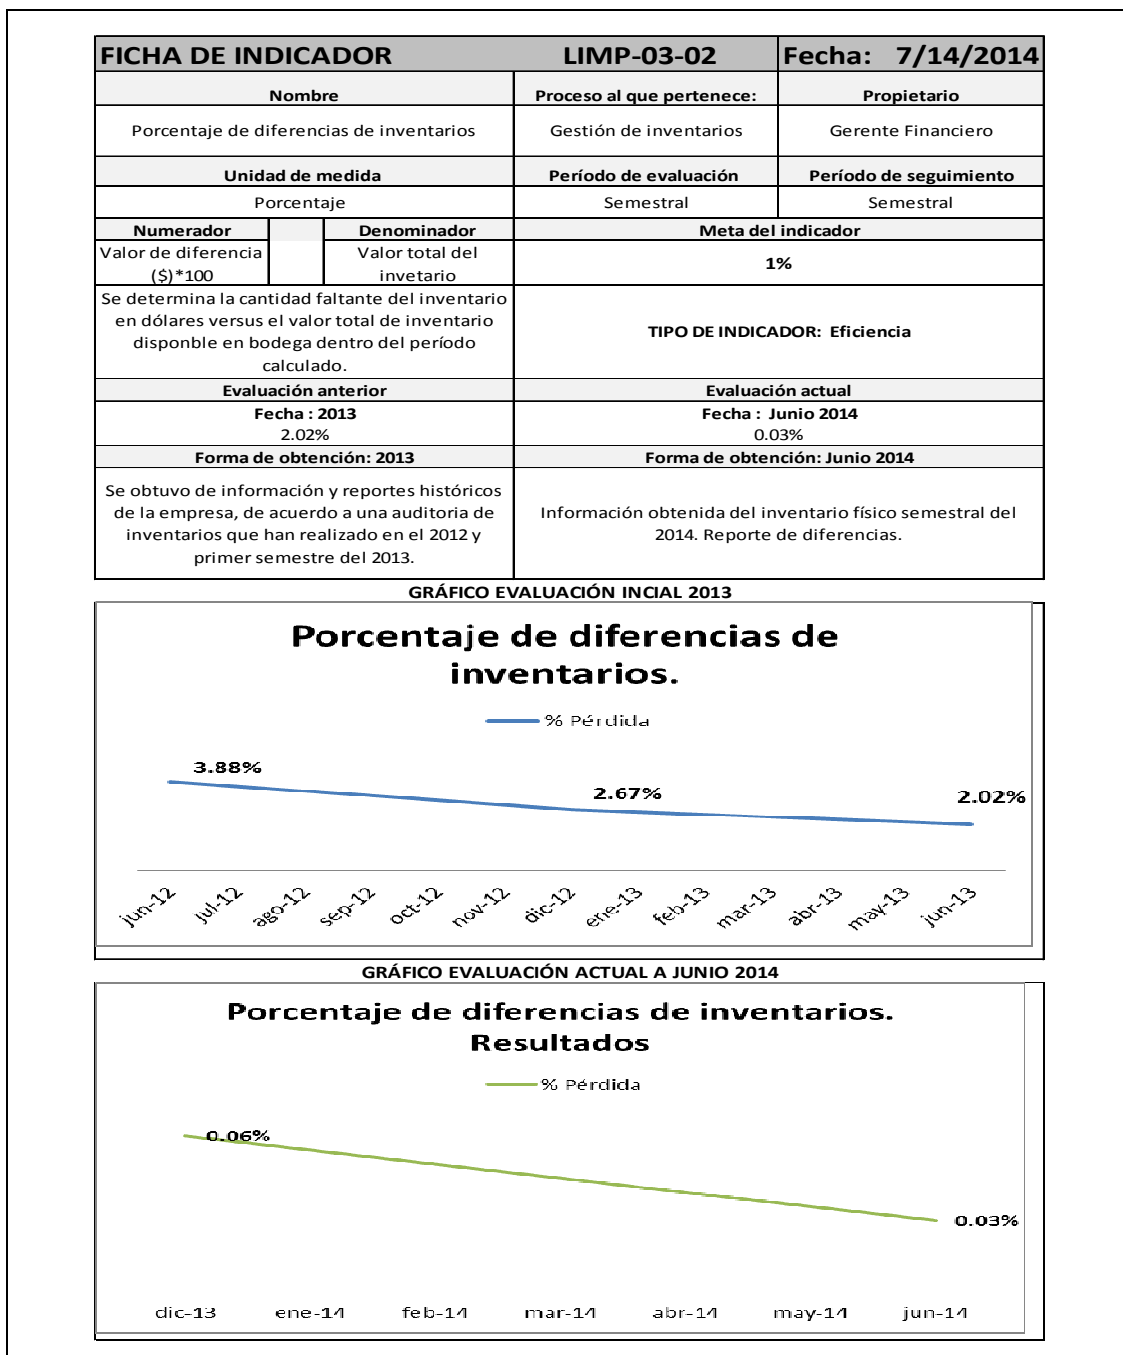 FICHA DE INDICADOR LIMP-03-02 Fecha: 7/14/2014
Nombre Proceso al que pertenece: Propietario
Porcentaje de diferencias de inventarios Gestión de inventarios Gerente Financiero
Unidad de medida Período de evaluación Período de seguimiento
Porcentaje Semestral Semestral
Numerador Denominador Meta del indicador
Valor de diferencia
($)*100
Valor total del
invetario
1%
Se determina la cantidad faltante del inventario
en dólares versus el valor total de inventario
disponble en bodega dentro del período
calculado.
TIPO DE INDICADOR: Eficiencia
Evaluación anterior Evaluación actual
Fecha : 2013 Fecha : Junio 2014
2.02% 0.03%
Forma de obtención: 2013 Forma de obtención: Junio 2014
Se obtuvo de información y reportes históricos
de la empresa, de acuerdo a una auditoria de
inventarios que han realizado en el 2012 y
primer semestre del 2013.
Información obtenida del inventario físico semestral del
2014. Reporte de diferencias.
GRÁFICO EVALUACIÓN INCIAL 2013
Porcentaje de diferencias de
inventarios.
% Pérdida
3.88%
2.67%
2.02%
jun-12 jul-12 ago-12 sep-12 oct-12 nov-12 dic-12 ene-13 feb-13 mar-13 abr-13 may-13 jun-13
GRÁFICO EVALUACIÓN ACTUAL A JUNIO 2014
Porcentaje de diferencias de inventarios.
Resultados
% Pérdida
0.06%
0.03%
dic-13 ene-14 feb-14 mar-14 abr-14 may-14 jun-14